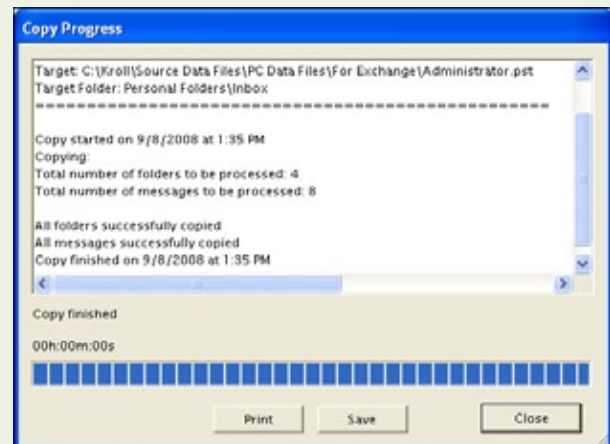 Copy Progress
Target: C:\Kroll\Source Data Files\PC Data Files\For Exchange\Administrator.pst
Target Folder: Personal Folders\Inbox
====================================================
Copy started on 9/8/2008 at 1:35 PM
Copying:
Total number of folders to be processed: 4
Total number of messages to be processed: 8
All folders successfully copied
All messages successfully copied
Copy finished on 9/8/2008 at 1:35 PM
Copy finished
00h:00m:00s
Print Save Close